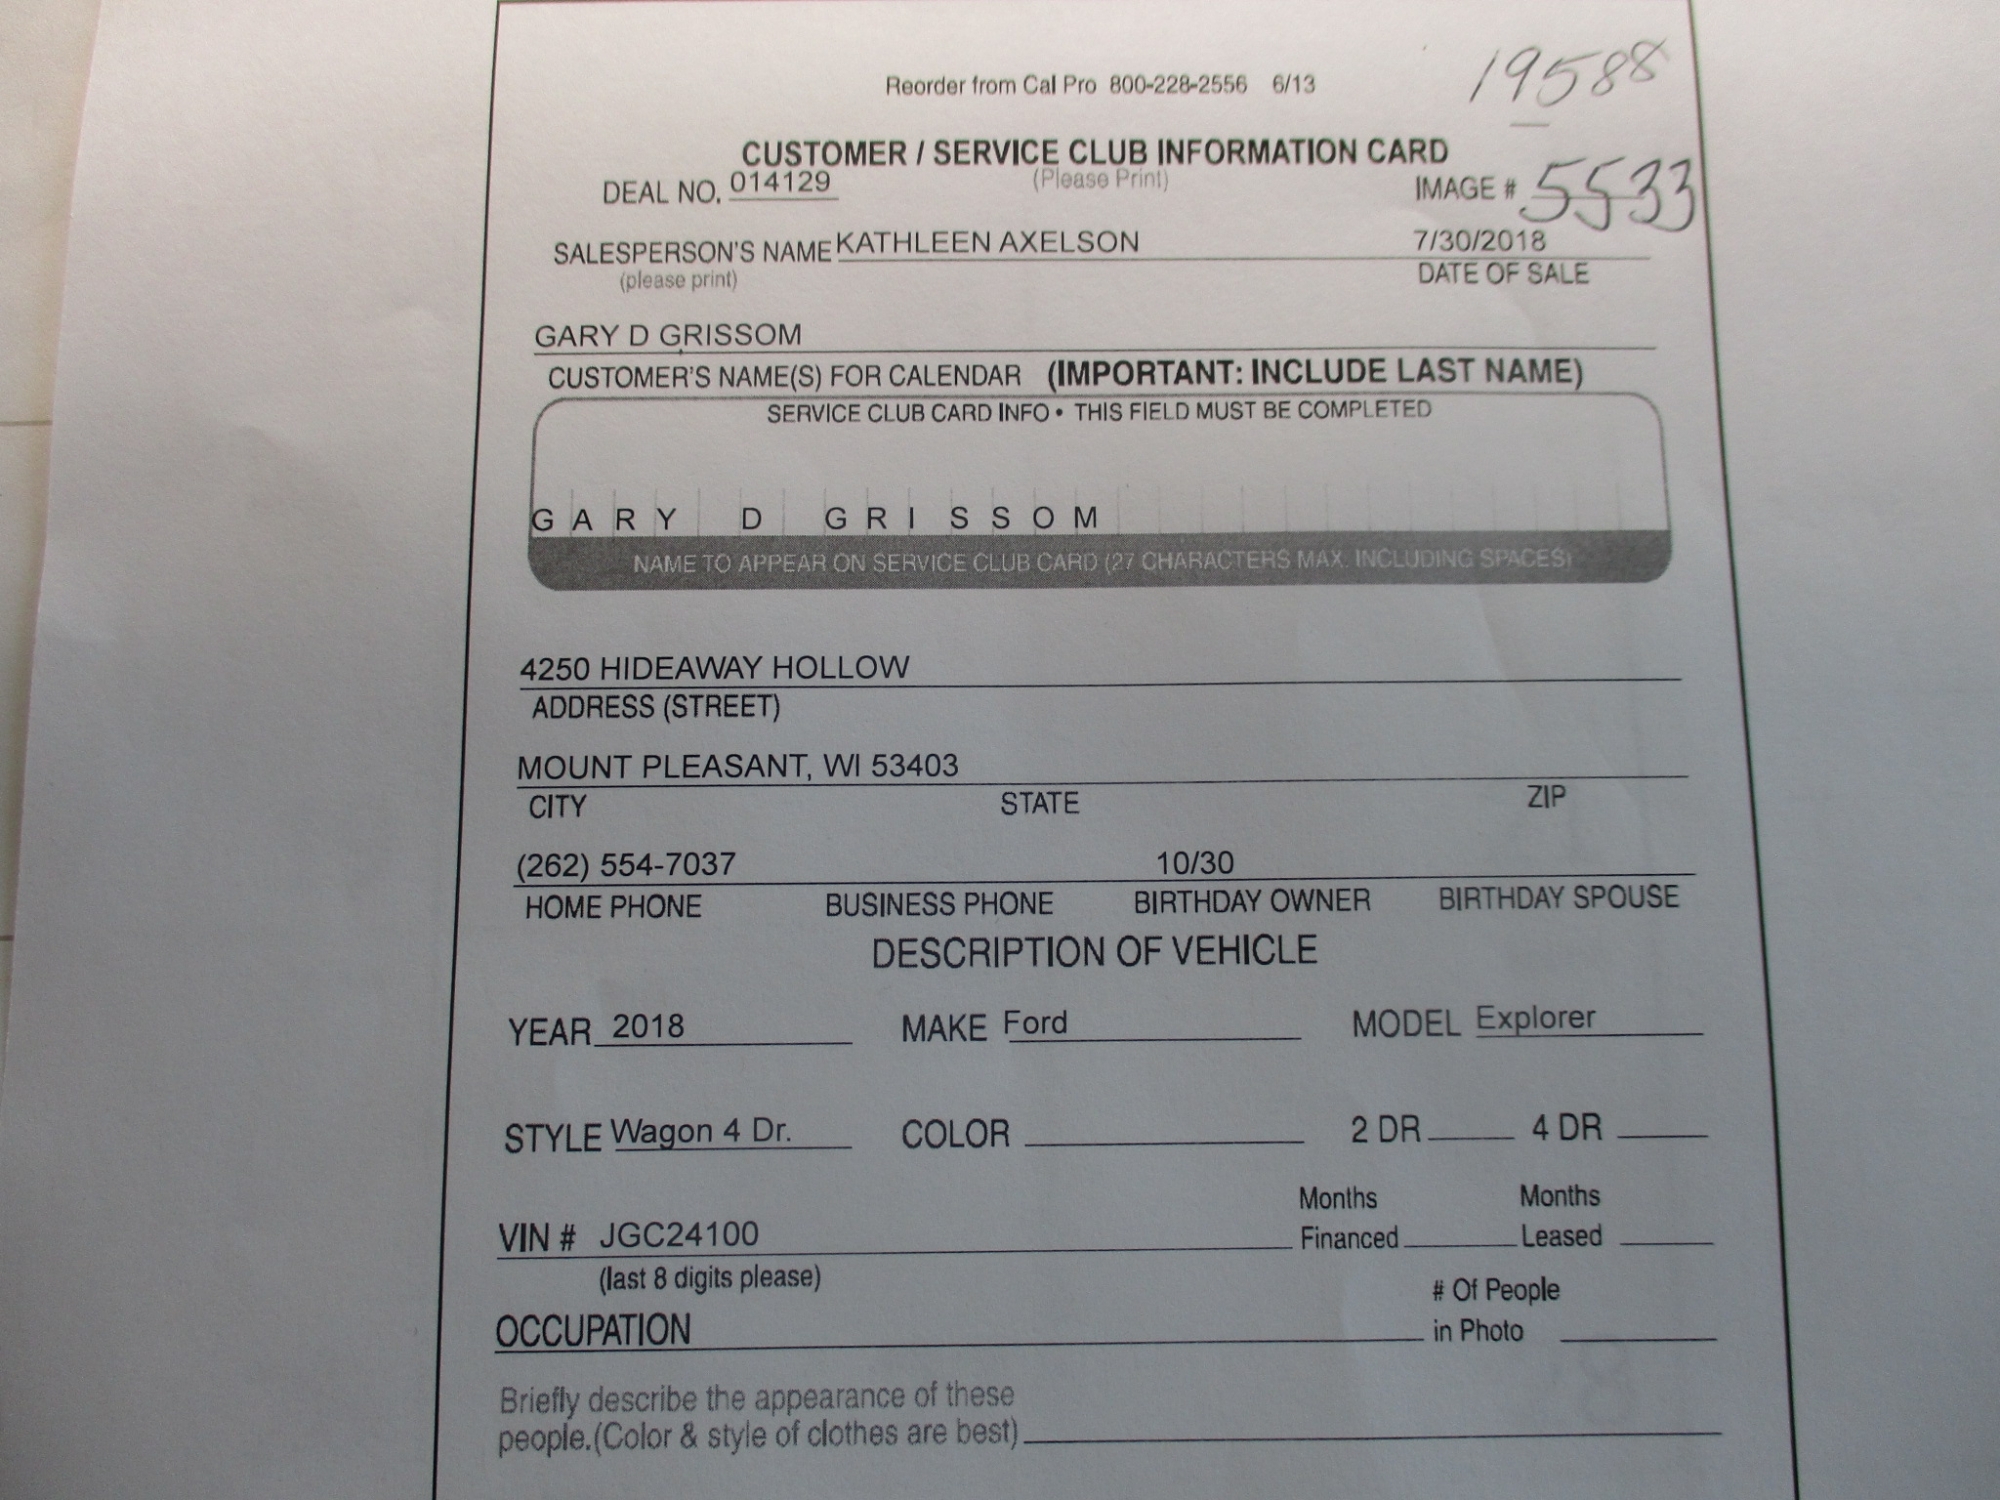 Reorder from Cal Pro 800-228-2556 6/13 19588
CUSTOMER / SERVICE CLUB INFORMATION CARD
(Please Print)
DEAL NO. 014129 IMAGE # 5533
SALESPERSON'S NAME KATHLEEN AXELSON 7/30/2018
(please print) DATE OF SALE
GARY D GRISSOM
CUSTOMER'S NAME(S) FOR CALENDAR (IMPORTANT: INCLUDE LAST NAME)
SERVICE CLUB CARD INFO • THIS FIELD MUST BE COMPLETED
GARY D GRISSOM
NAME TO APPEAR ON SERVICE CLUB CARD (27 CHARACTERS MAX. INCLUDING SPACES)
4250 HIDEAWAY HOLLOW
ADDRESS (STREET)
MOUNT PLEASANT, WI 53403
CITY STATE ZIP
(262) 554-7037 10/30
HOME PHONE BUSINESS PHONE BIRTHDAY OWNER BIRTHDAY SPOUSE
DESCRIPTION OF VEHICLE
YEAR 2018 MAKE Ford MODEL Explorer
STYLE Wagon 4 Dr. COLOR 2 DR 4 DR
Months Months
VIN # JGC24100 Financed Leased
(last 8 digits please)
# Of People
OCCUPATION in Photo
Briefly describe the appearance of these
people.(Color & style of clothes are best)